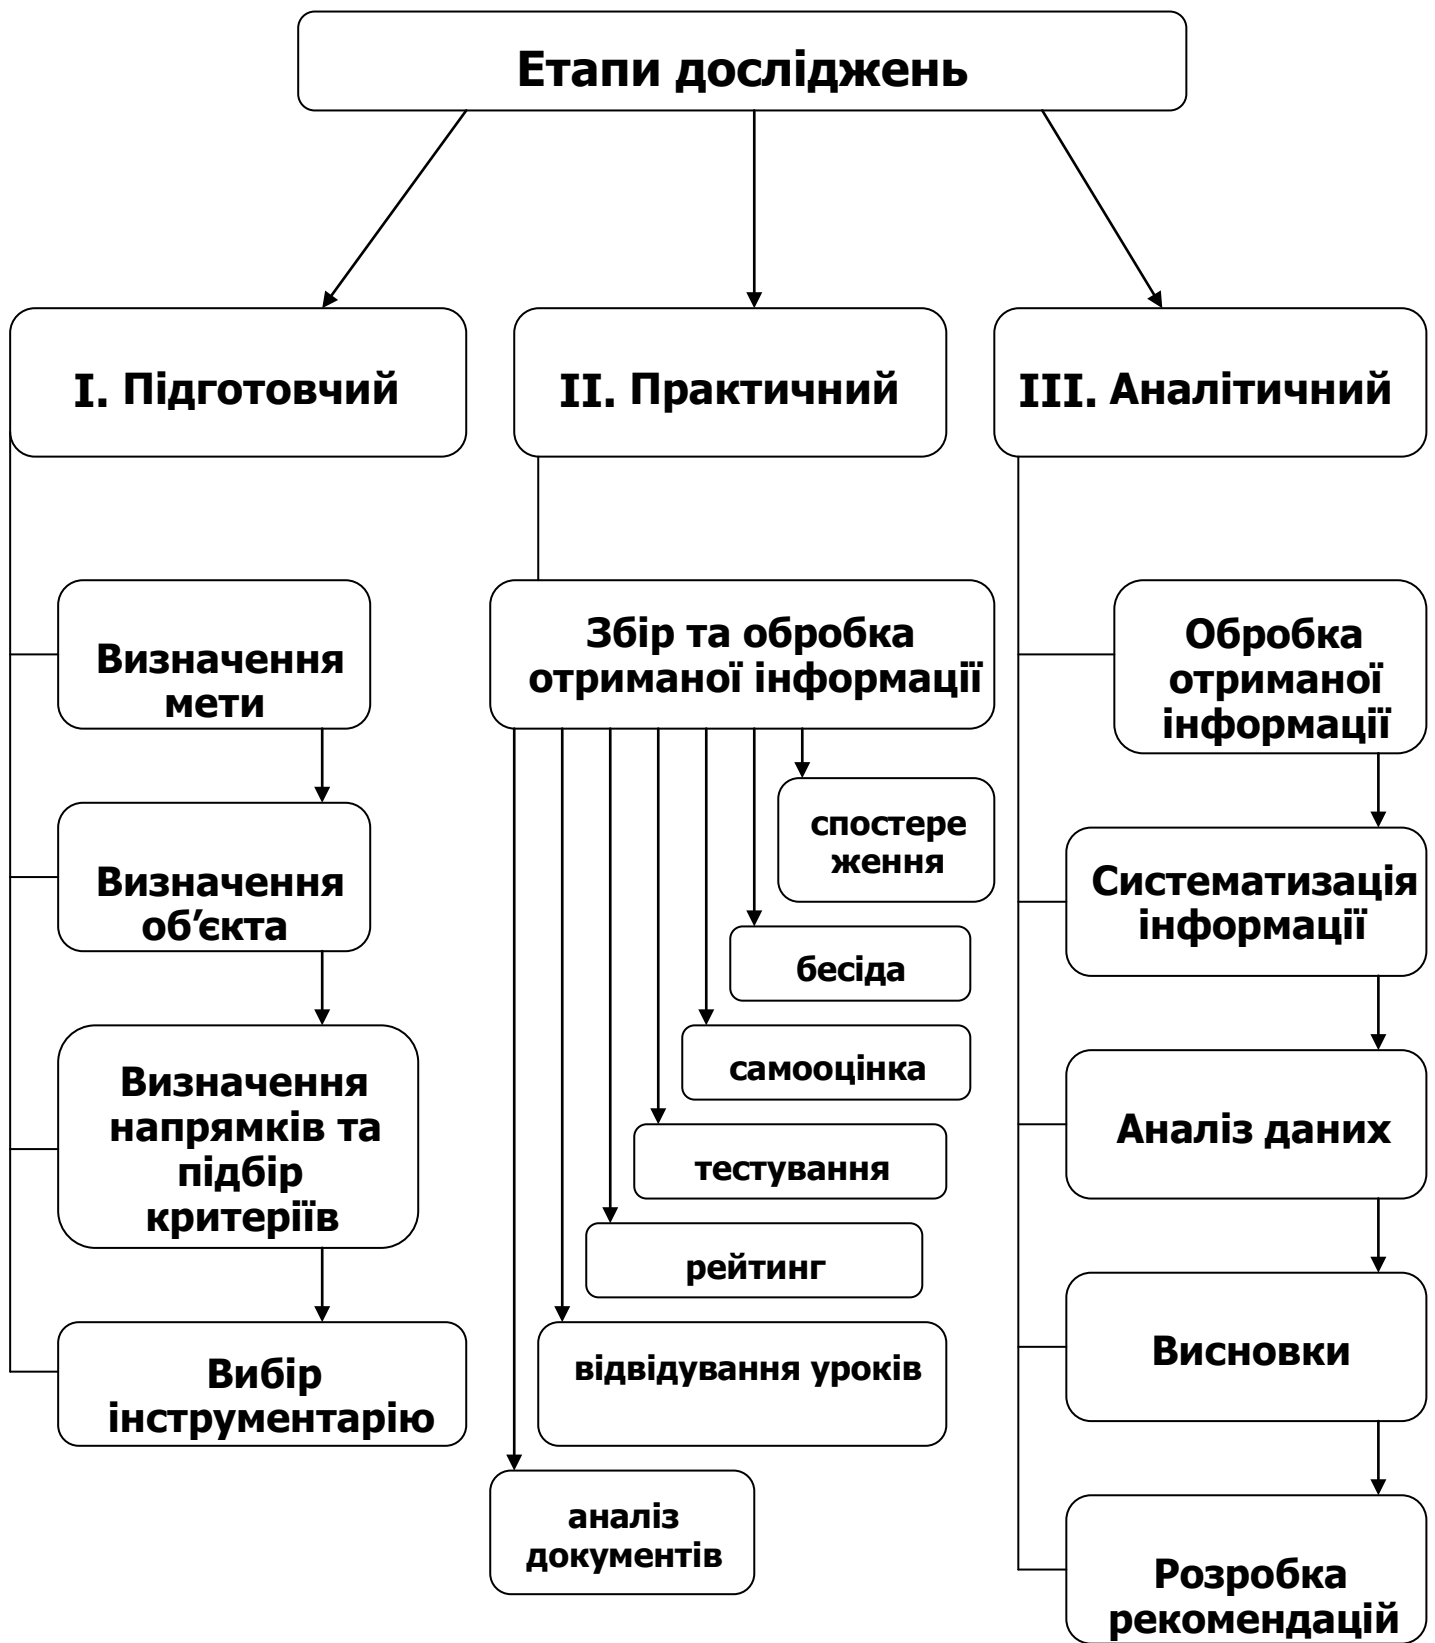 Етапи досліджень
I. Підготовчий
II. Практичний
III. Аналітичний
Визначення
мети
Визначення
об’єкта
Визначення
напрямків та
підбір
критеріїв
Вибір
інструментарію
Збір та обробка
отриманої інформації
спостере
ження
бесіда
самооцінка
тестування
рейтинг
відвідування уроків
аналіз
документів
Обробка
отриманої
інформації
Систематизація
інформації
Аналіз даних
Висновки
Розробка
рекомендацій